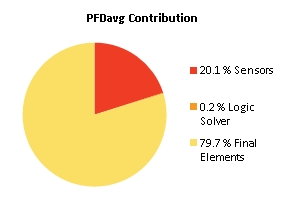 PFDavg Contribution
20.1 % Sensors
0.2 % Logic
Solver
79.7 % Final
Elements